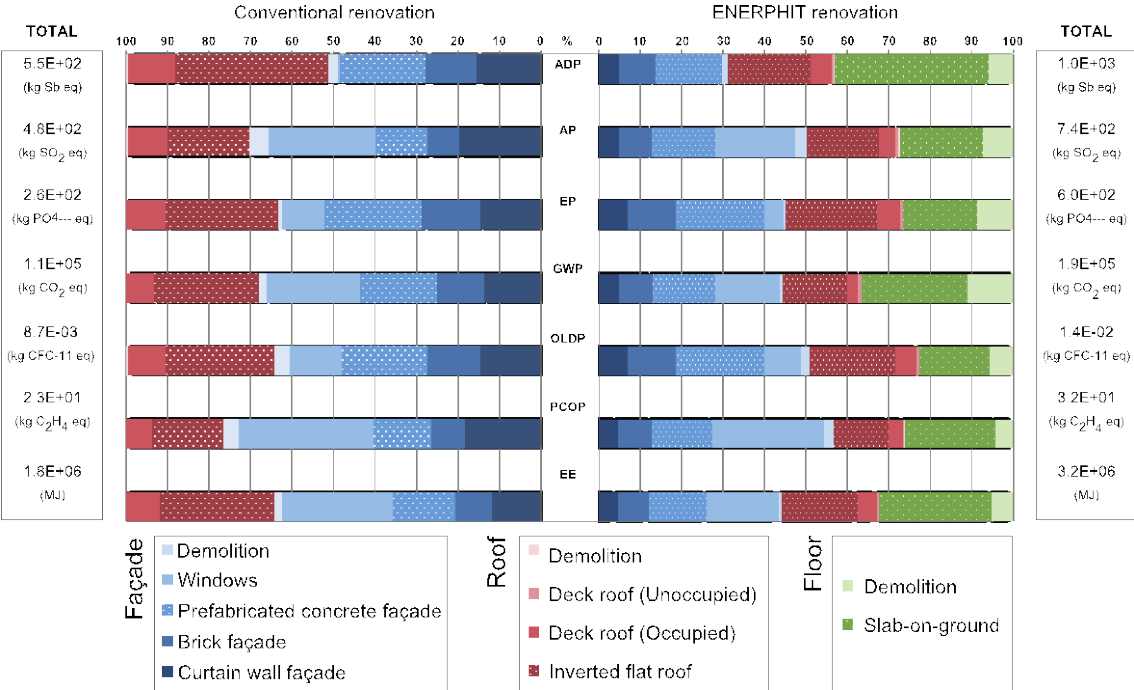 Conventional renovation
ENERPHIT renovation
TOTAL
100 90 80 70 60 50 40 30 20 10 0 % 0 10 20 30 40 50 60 70 80 90 100
TOTAL
5.5E+02
(kg Sb eq)
ADP
1.0E+03
(kg Sb eq)
4.8E+02
(kg SO2 eq)
AP
7.4E+02
(kg SO2 eq)
2.6E+02
(kg PO4--- eq)
EP
6.0E+02
(kg PO4--- eq)
1.1E+05
(kg CO2 eq)
GWP
1.9E+05
(kg CO2 eq)
8.7E-03
(kg CFC-11 eq)
OLDP
1.4E-02
(kg CFC-11 eq)
2.3E+01
(kg C2H4 eq)
PCOP
3.2E+01
(kg C2H4 eq)
1.8E+06
(MJ)
EE
3.2E+06
(MJ)
Façade
Demolition
Windows
Prefabricated concrete façade
Brick façade
Curtain wall façade
Roof
Demolition
Deck roof (Unoccupied)
Deck roof (Occupied)
Inverted flat roof
Floor
Demolition
Slab-on-ground